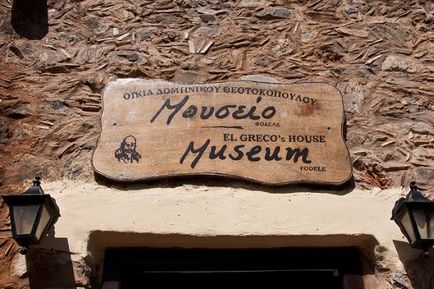 ΟΙΚΙΑ ΔΟΜΗΝΙΚΟΥ ΘΕΟΤΟΚΟΠΟΥΛΟΥ
Μουσείο
ΦΟΔΕΛΕ
EL GRECO's HOUSE
Museum
FODELE